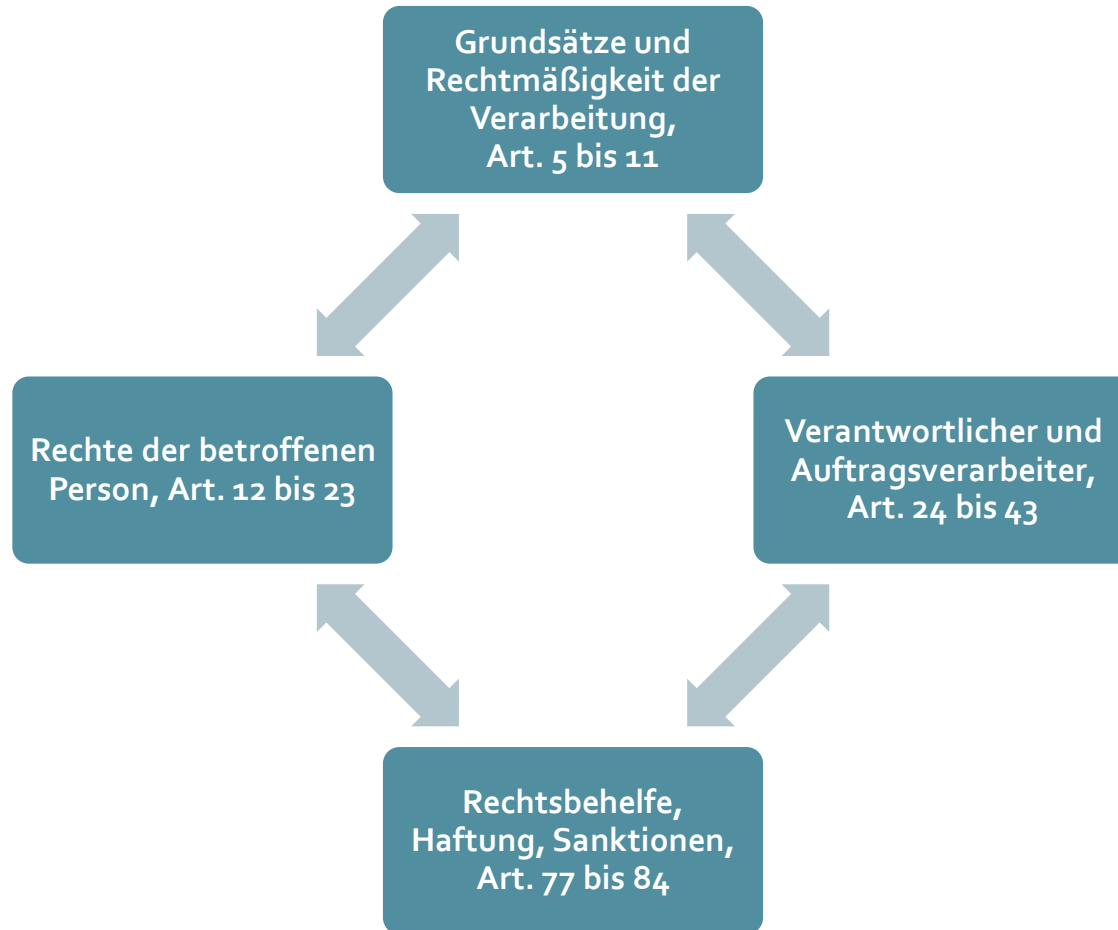 Grundsätze und
Rechtmäßigkeit der
Verarbeitung,
Art. 5 bis 11
Rechte der betroffenen
Person, Art. 12 bis 23
Verantwortlicher und
Auftragsverarbeiter,
Art. 24 bis 43
Rechtsbehelfe,
Haftung, Sanktionen,
Art. 77 bis 84